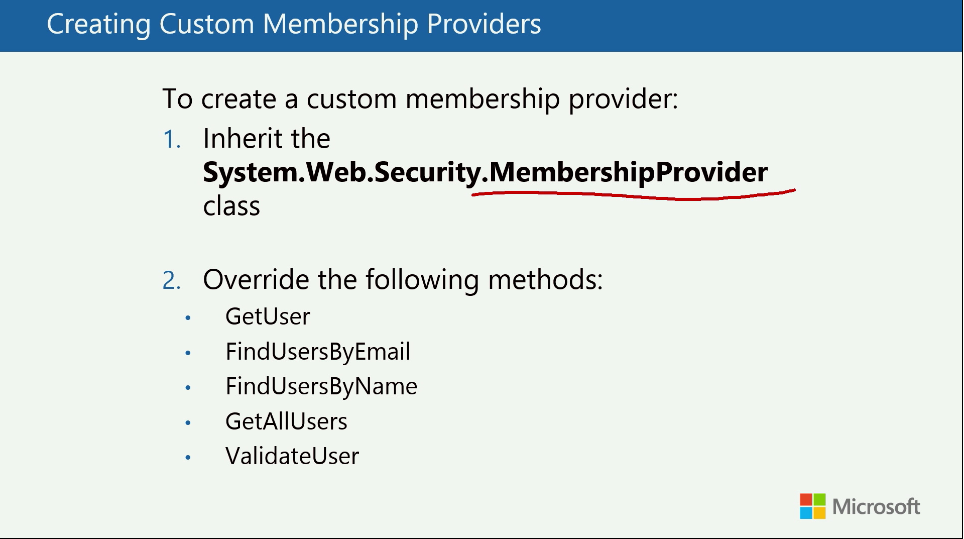 Creating Custom Membership Providers
To create a custom membership provider:
1. Inherit the
System.Web.Security.MembershipProvider
class
2. Override the following methods:
• GetUser
• FindUsersByEmail
• FindUsersByName
• GetAllUsers
• ValidateUser
Microsoft